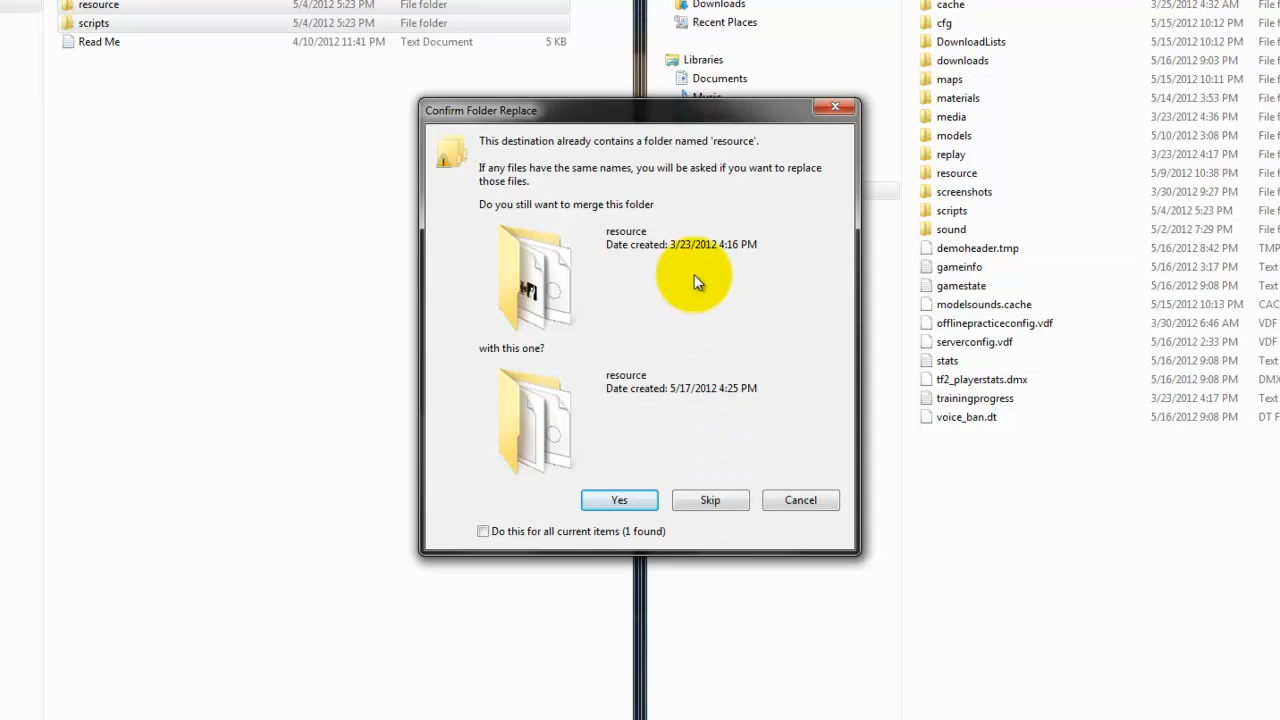 resource 5/4/2012 5:23 PM File folder
scripts 5/4/2012 5:23 PM File folder
Read Me 4/10/2012 11:41 PM Text Document 5 KB
Downloads
Recent Places
Libraries
Documents
Music
Confirm Folder Replace
This destination already contains a folder named 'resource'.
If any files have the same names, you will be asked if you want to replace
those files.
Do you still want to merge this folder
resource
Date created: 3/23/2012 4:16 PM
with this one?
resource
Date created: 5/17/2012 4:25 PM
Yes Skip Cancel
Do this for all current items (1 found)
cache 3/25/2012 4:32 AM File f
cfg 5/15/2012 10:12 PM File f
DownloadLists 5/15/2012 10:12 PM File f
downloads 5/16/2012 9:03 PM File f
maps 5/15/2012 10:11 PM File f
materials 5/14/2012 3:53 PM File f
media 3/23/2012 4:36 PM File f
models 5/10/2012 3:08 PM File f
replay 3/23/2012 4:17 PM File f
resource 5/9/2012 10:38 PM File f
screenshots 3/30/2012 9:27 PM File f
scripts 5/4/2012 5:23 PM File f
sound 5/2/2012 7:29 PM File f
demoheader.tmp 5/16/2012 8:42 PM TMP
gameinfo 5/16/2012 3:17 PM Text
gamestate 5/16/2012 9:08 PM Text
modelsounds.cache 5/15/2012 10:13 PM CAC
offlinepracticeconfig.vdf 3/30/2012 6:46 AM VDF
serverconfig.vdf 5/16/2012 2:33 PM VDF
stats 5/16/2012 9:08 PM Text
tf2_playerstats.dmx 5/16/2012 9:08 PM DMX
trainingprogress 3/23/2012 4:17 PM Text
voice_ban.dt 5/16/2012 9:08 PM DT F